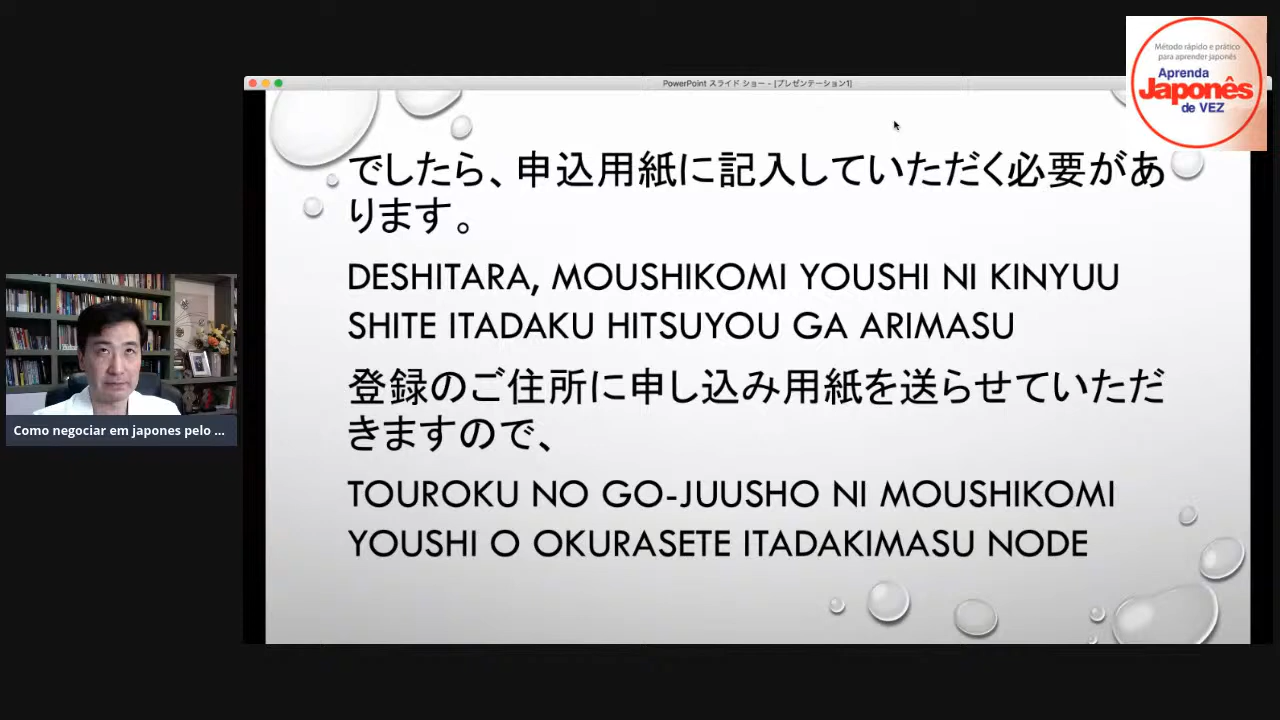 Método rápido e prático
para aprender japonês
Aprenda
Japonês
de VEZ
PowerPoint スライド ショー - [プレゼンテーション1]
でしたら、申込用紙に記入していただく必要があ
ります。
DESHITARA, MOUSHIKOMI YOUSHI NI KINYUU
SHITE ITADAKU HITSUYOU GA ARIMASU
登録のご住所に申し込み用紙を送らせていただ
きますので、
TOUROKU NO GO-JUUSHO NI MOUSHIKOMI
YOUSHI O OKURASETE ITADAKIMASU NODE
Como negociar em japones pelo ...